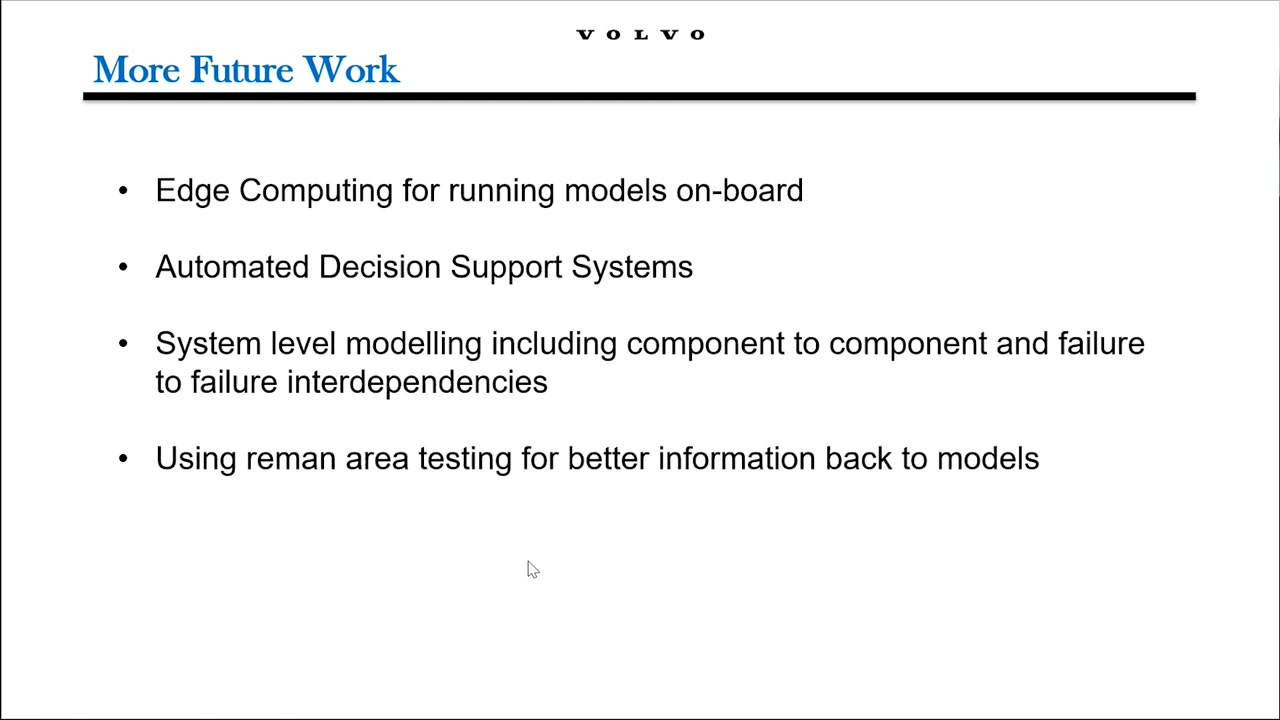 VOLVO
More Future Work
• Edge Computing for running models on-board
• Automated Decision Support Systems
• System level modelling including component to component and failure
to failure interdependencies
• Using reman area testing for better information back to models